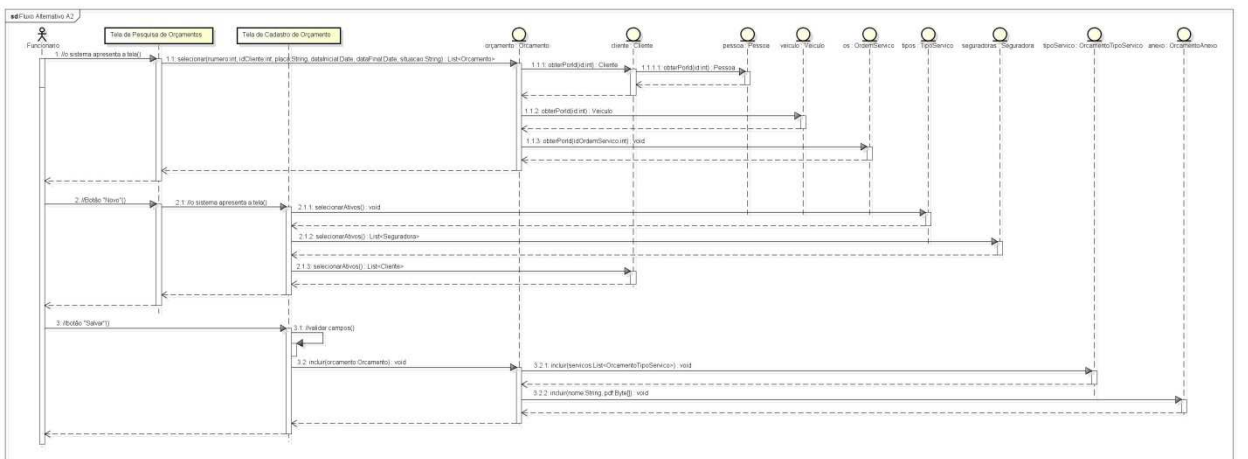 sd Fluxo Alternativo A2
Tela de Pesquisa de Orçamentos
Tela de Cadastro de Orçamento
Funcionario
orçamento : Orcamento
cliente : Cliente
pessoa : Pessoa
veiculo : Veiculo
os : OrdemServico
tipos : TipoServico
seguradoras : Seguradora
tipoServico : OrcamentoTipoServico
anexo : OrcamentoAnexo
1: //o sistema apresenta a tela()
1.1: selecionar(numero:int, idCliente:int, placa:String, dataInicial:Date, dataFinal:Date, situacao:String) : List<Orcamento>
1.1.1: obterPorId(id:int) : Cliente
1.1.1.1: obterPorId(id:int) : Pessoa
1.1.2: obterPorId(id:int) : Veiculo
1.1.3: obterPorId(idOrdemServico:int) : void
2: //Botão "Novo"()
2.1: //o sistema apresenta a tela()
2.1.1: selecionarAtivos() : void
2.1.2: selecionarAtivos() : List<Seguradora>
2.1.3: selecionarAtivos() : List<Cliente>
3: //botão "Salvar"()
3.1: //validar campos()
3.2: incluir(orcamento:Orcamento) : void
3.2.1: incluir(servicos:List<OrcamentoTipoServico>) : void
3.2.2: incluir(nome:String, pdf:Byte[]) : void